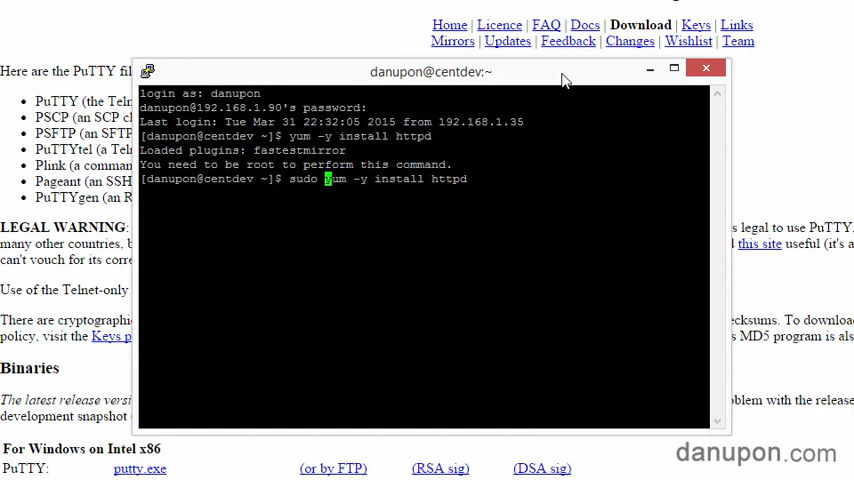 Home | Licence | FAQ | Docs | Download | Keys | Links
Mirrors | Updates | Feedback | Changes | Wishlist | Team
Here are the PuTTY fil
PuTTY (the Teln
PSCP (an SCP c
PSFTP (an SFTP
PuTTYtel (a Tel
Plink (a comman
Pageant (an SSH
PuTTYgen (an R
danupon@centdev:~
login as: danupon
danupon@192.168.1.90's password:
Last login: Tue Mar 31 22:32:05 2015 from 192.168.1.35
[danupon@centdev ~]$ yum -y install httpd
Loaded plugins: fastestmirror
You need to be root to perform this command.
[danupon@centdev ~]$ sudo yum -y install httpd
LEGAL WARNING: s legal to use PuTTY,
many other countries, b this site useful (it's a
can't vouch for its corre
Use of the Telnet-only
There are cryptographic ecksums. To download
policy, visit the Keys p s MD5 program is als
Binaries
The latest release versi oblem with the release
development snapshot
For Windows on Intel x86
PuTTY: putty.exe (or by FTP) (RSA sig) (DSA sig)
danupon.com